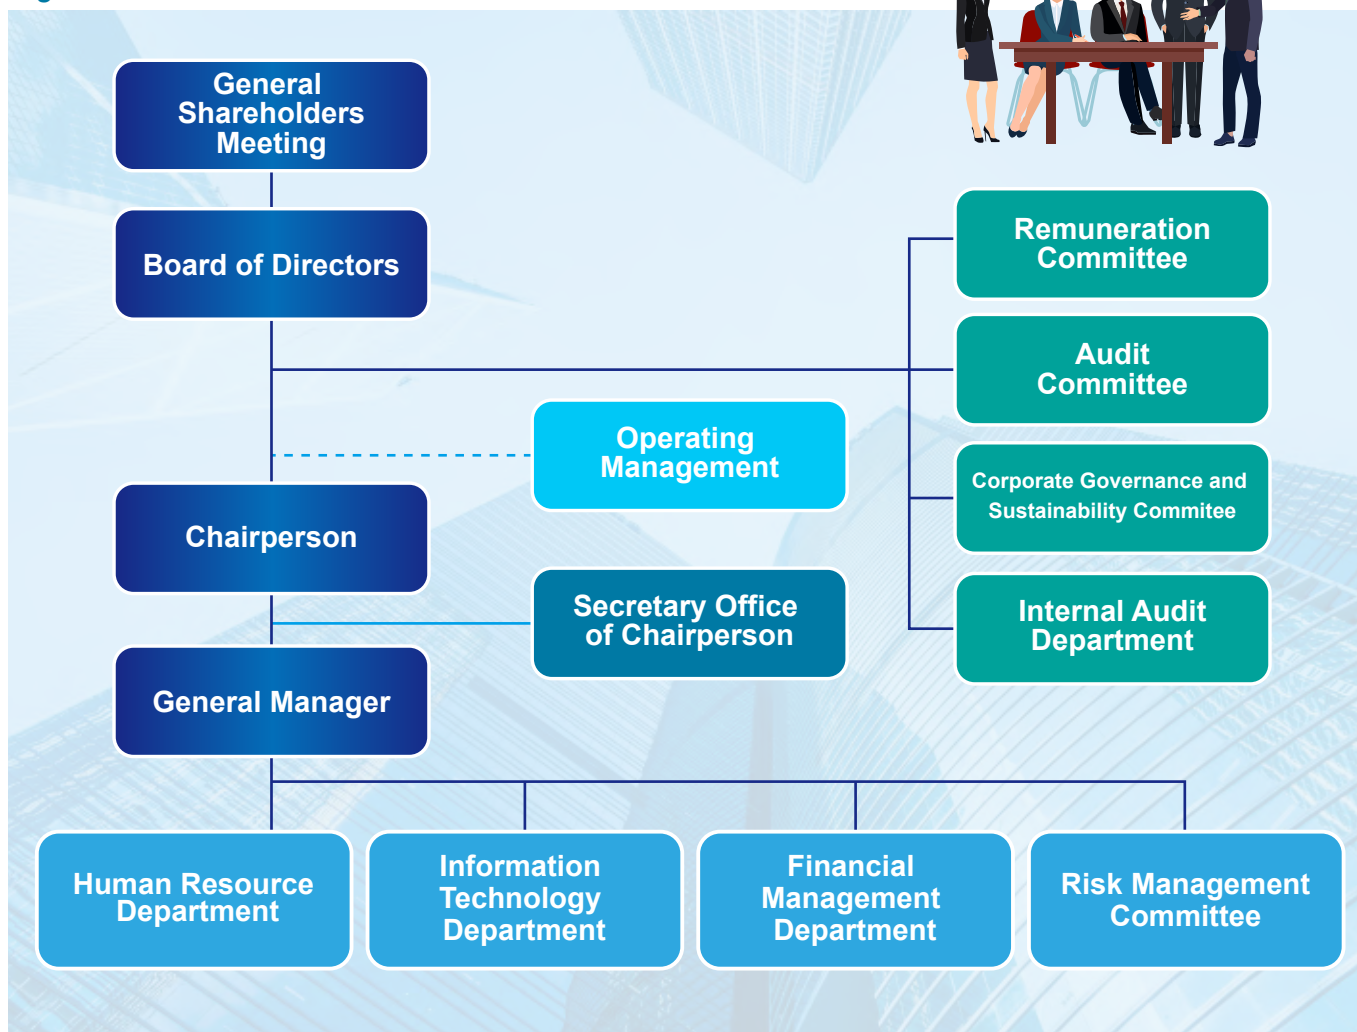 General
Shareholders
Meeting
Board of Directors
Remuneration
Committee
Audit
Committee
Operating
Management
Corporate Governance and
Sustainability Commitee
Chairperson
Secretary Office
of Chairperson
Internal Audit
Department
General Manager
Human Resource
Department
Information
Technology
Department
Financial
Management
Department
Risk Management
Committee